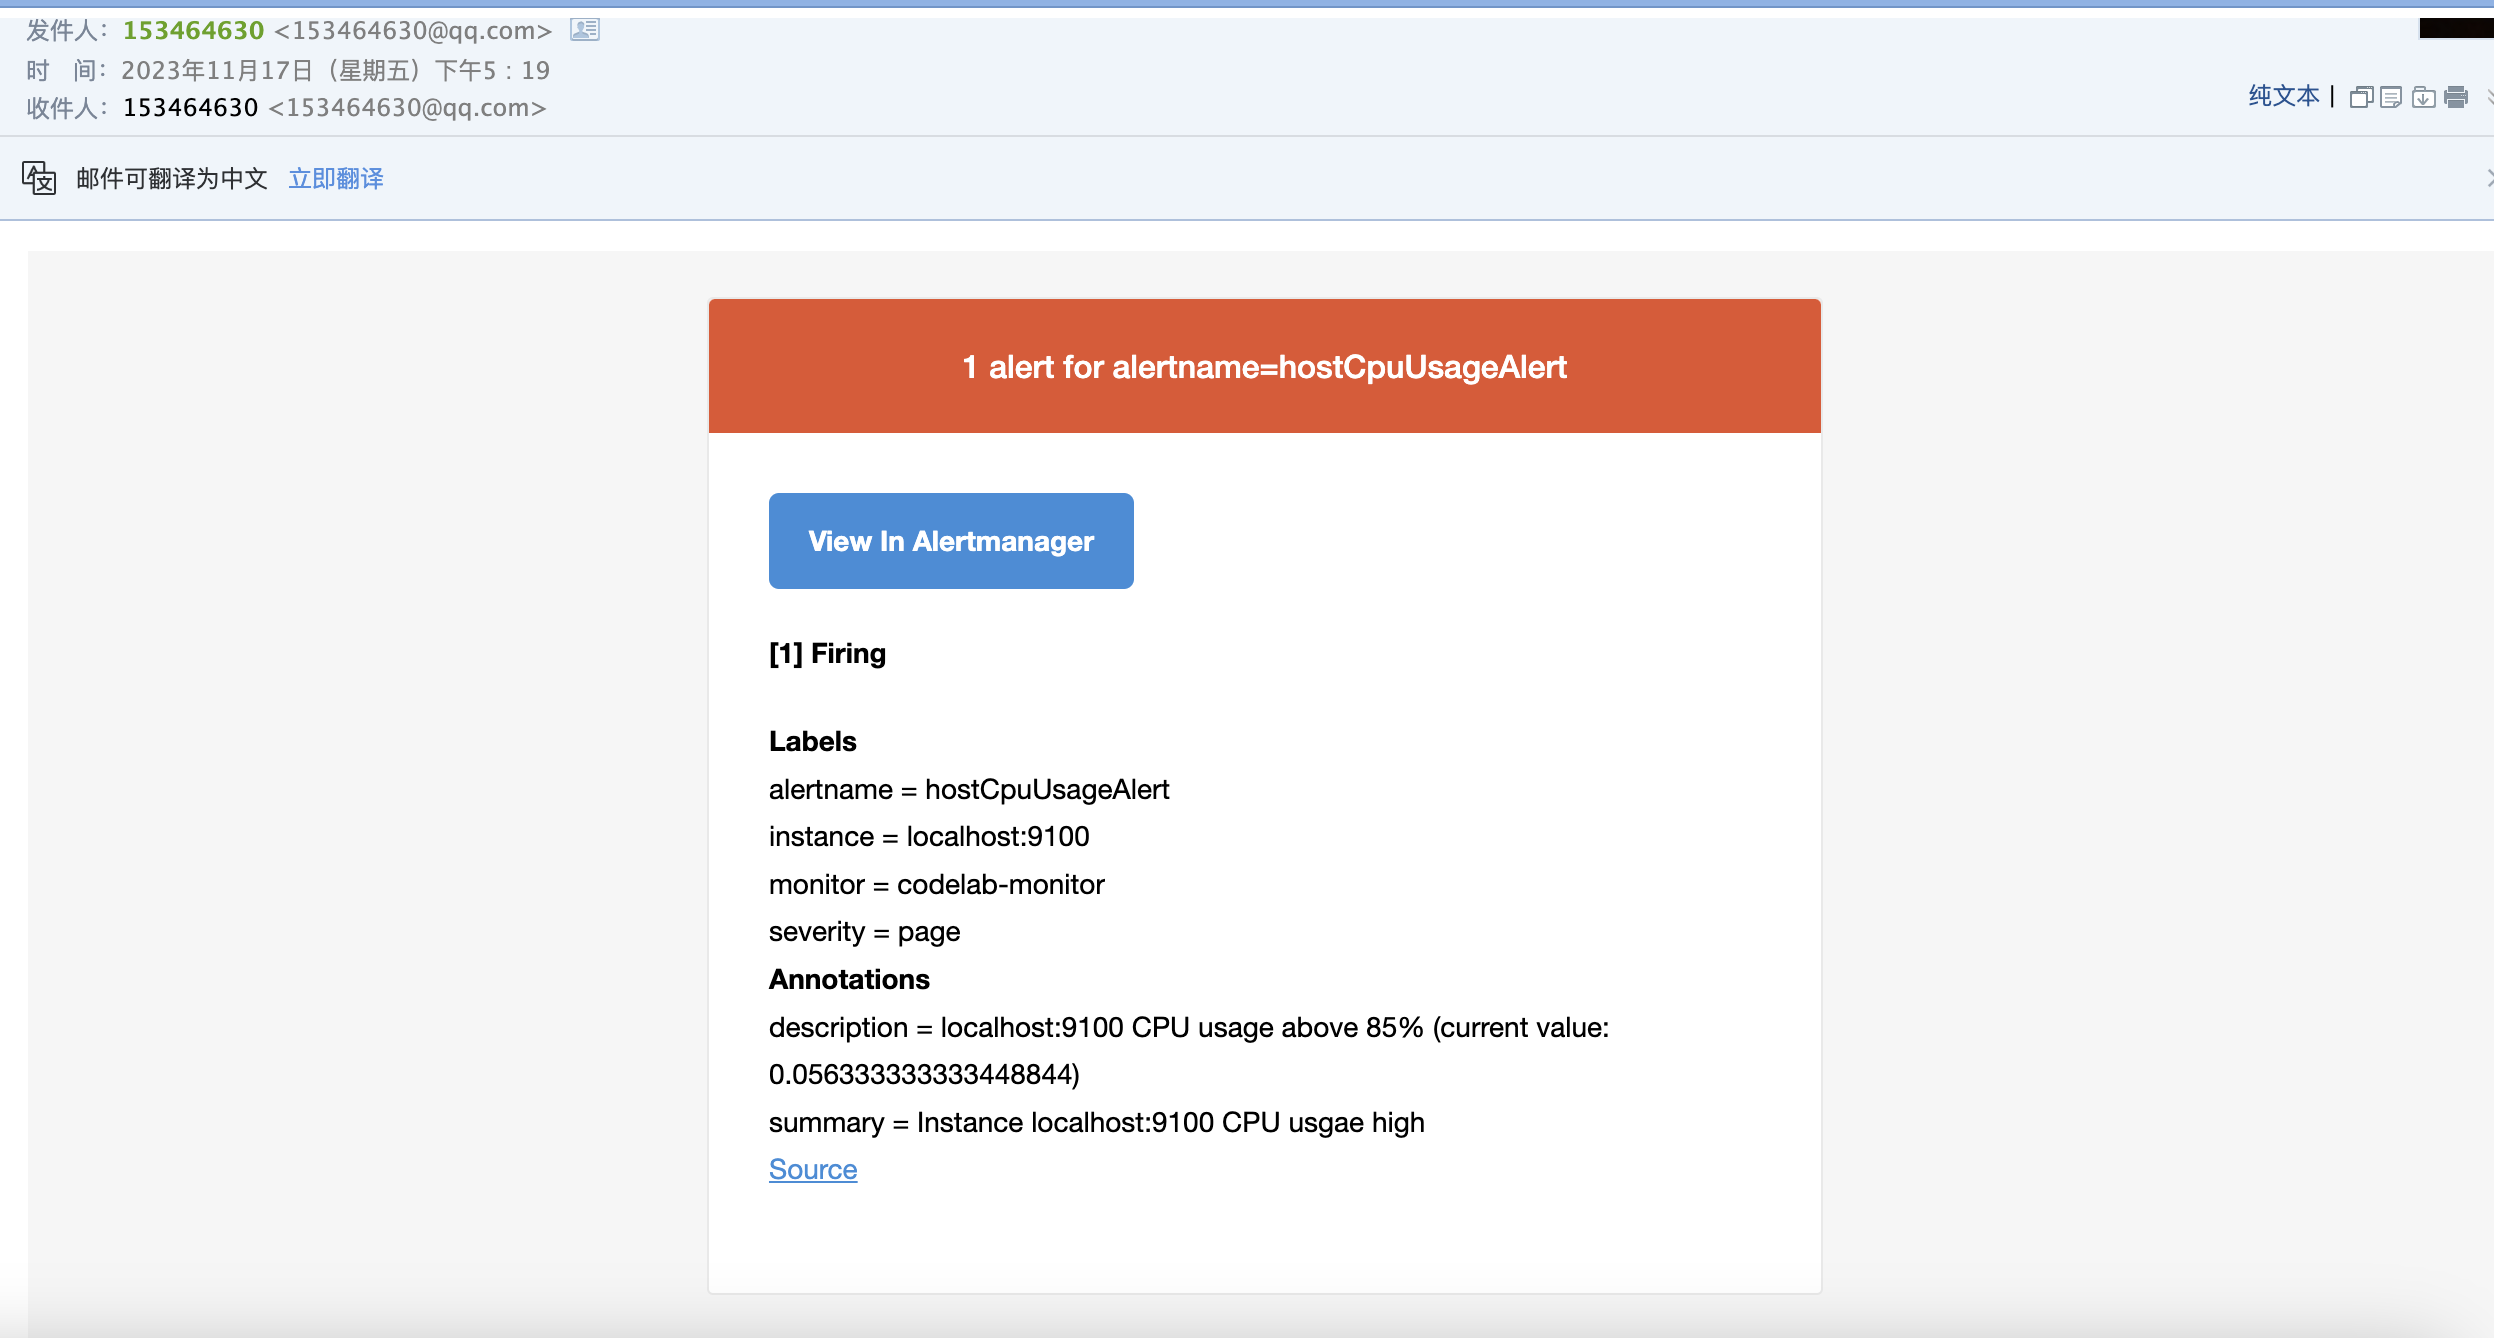 发件人： 153464630 <153464630@qq.com>
时 间： 2023年11月17日（星期五）下午5：19
收件人： 153464630 <153464630@qq.com>
纯文本 |
邮件可翻译为中文 立即翻译
1 alert for alertname=hostCpuUsageAlert
View In Alertmanager
[1] Firing
Labels
alertname = hostCpuUsageAlert
instance = localhost:9100
monitor = codelab-monitor
severity = page
Annotations
description = localhost:9100 CPU usage above 85% (current value:
0.056333333333448844)
summary = Instance localhost:9100 CPU usgae high
Source